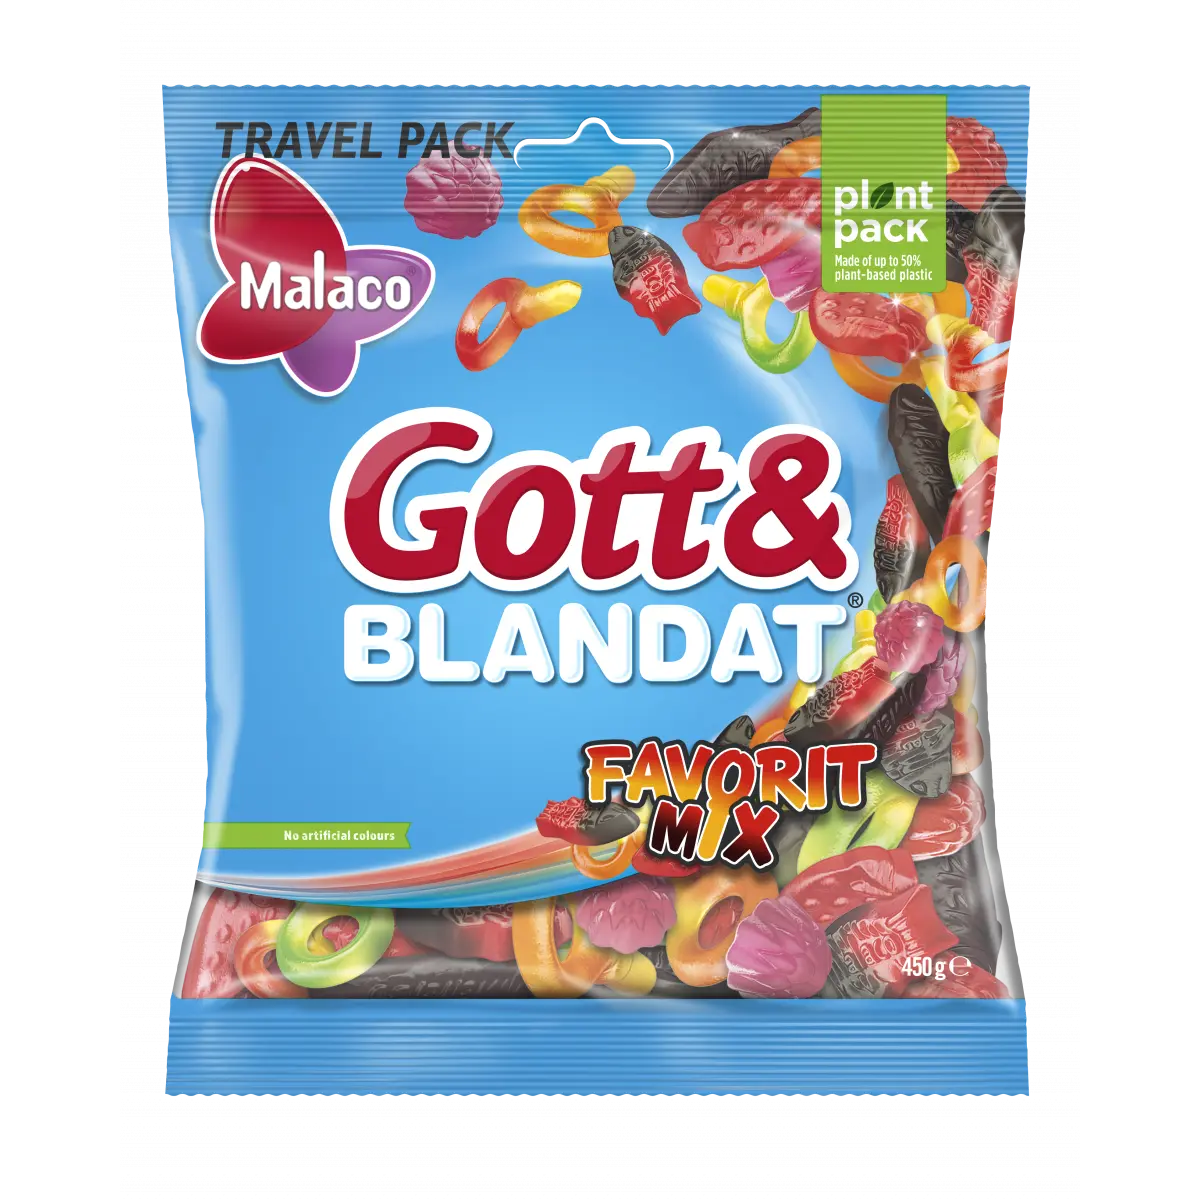 TRAVEL PACK
Malaco
plant
pack
Made of up to 50%
plant-based plastic
Gott&
BLANDAT®
FAVORIT
MIX
No artificial colours
450 g ℮